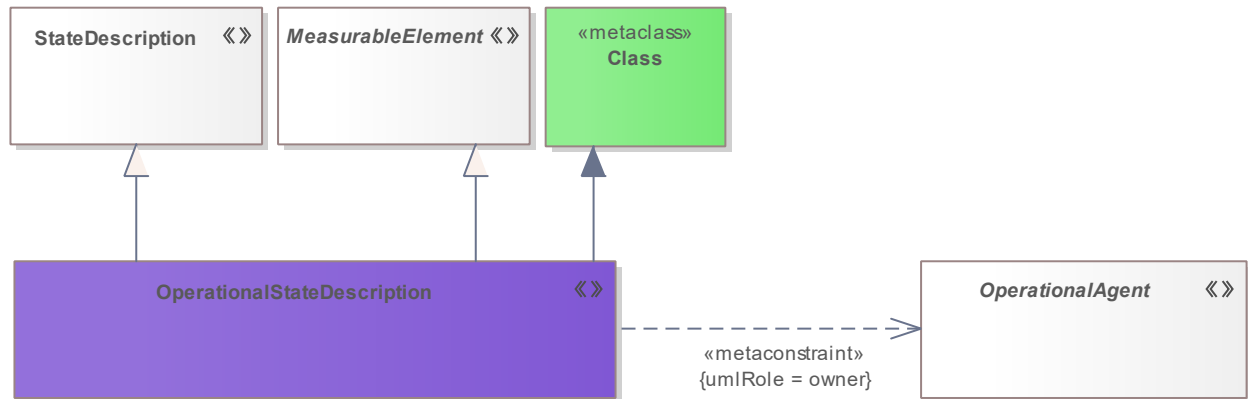 StateDescription «»
MeasurableElement «»
«metaclass»
Class
OperationalStateDescription «»
OperationalAgent «»
«metaconstraint»
{umlRole = owner}